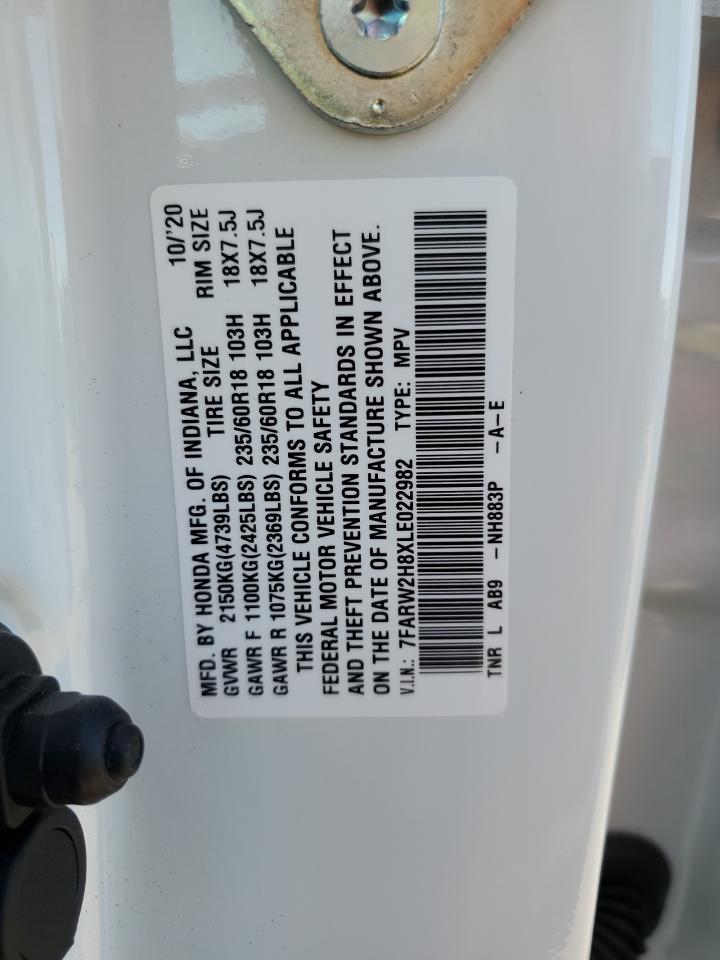 MFD. BY HONDA MFG. OF INDIANA, LLC 10/'20
GVWR 2150KG(4739LBS) TIRE SIZE RIM SIZE
GAWR F 1100KG(2425LBS) 235/60R18 103H 18X7.5J
GAWR R 1075KG(2369LBS) 235/60R18 103H 18X7.5J
THIS VEHICLE CONFORMS TO ALL APPLICABLE
FEDERAL MOTOR VEHICLE SAFETY
AND THEFT PREVENTION STANDARDS IN EFFECT
ON THE DATE OF MANUFACTURE SHOWN ABOVE.
V.I.N.: 7FARW2H8XLE022982 TYPE: MPV
TNR L AB9 -NH883P -A-E